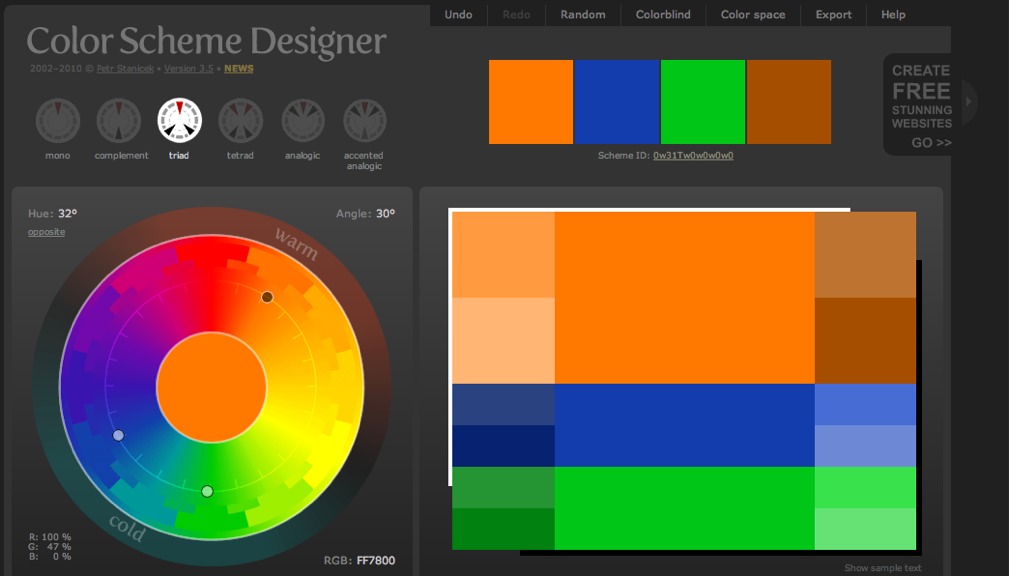 Undo Redo Random Colorblind Color space Export Help
Color Scheme Designer
2002–2010 © Petr Stanicek • Version 3.5 • NEWS
CREATE
FREE
STUNNING
WEBSITES
GO >>
mono complement triad tetrad analogic accented
analogic
Scheme ID: 0w31Tw0w0w0w0
Hue: 32° Angle: 30°
opposite
warm
cold
R: 100 %
G: 47 %
B: 0 %
RGB: FF7800
Show sample text